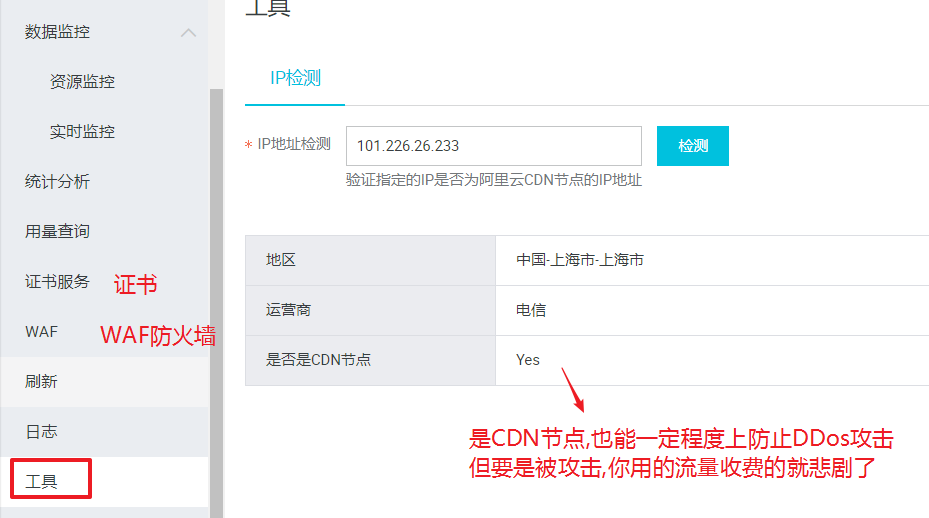 工具
数据监控
资源监控
实时监控
统计分析
用量查询
证书服务 证书
WAF WAF防火墙
刷新
日志
工具
IP检测
* IP地址检测 101.226.26.233 检测
验证指定的IP是否为阿里云CDN节点的IP地址
地区 中国-上海市-上海市
运营商 电信
是否是CDN节点 Yes
是CDN节点,也能一定程度上防止DDos攻击
但要是被攻击,你用的流量收费的就悲剧了